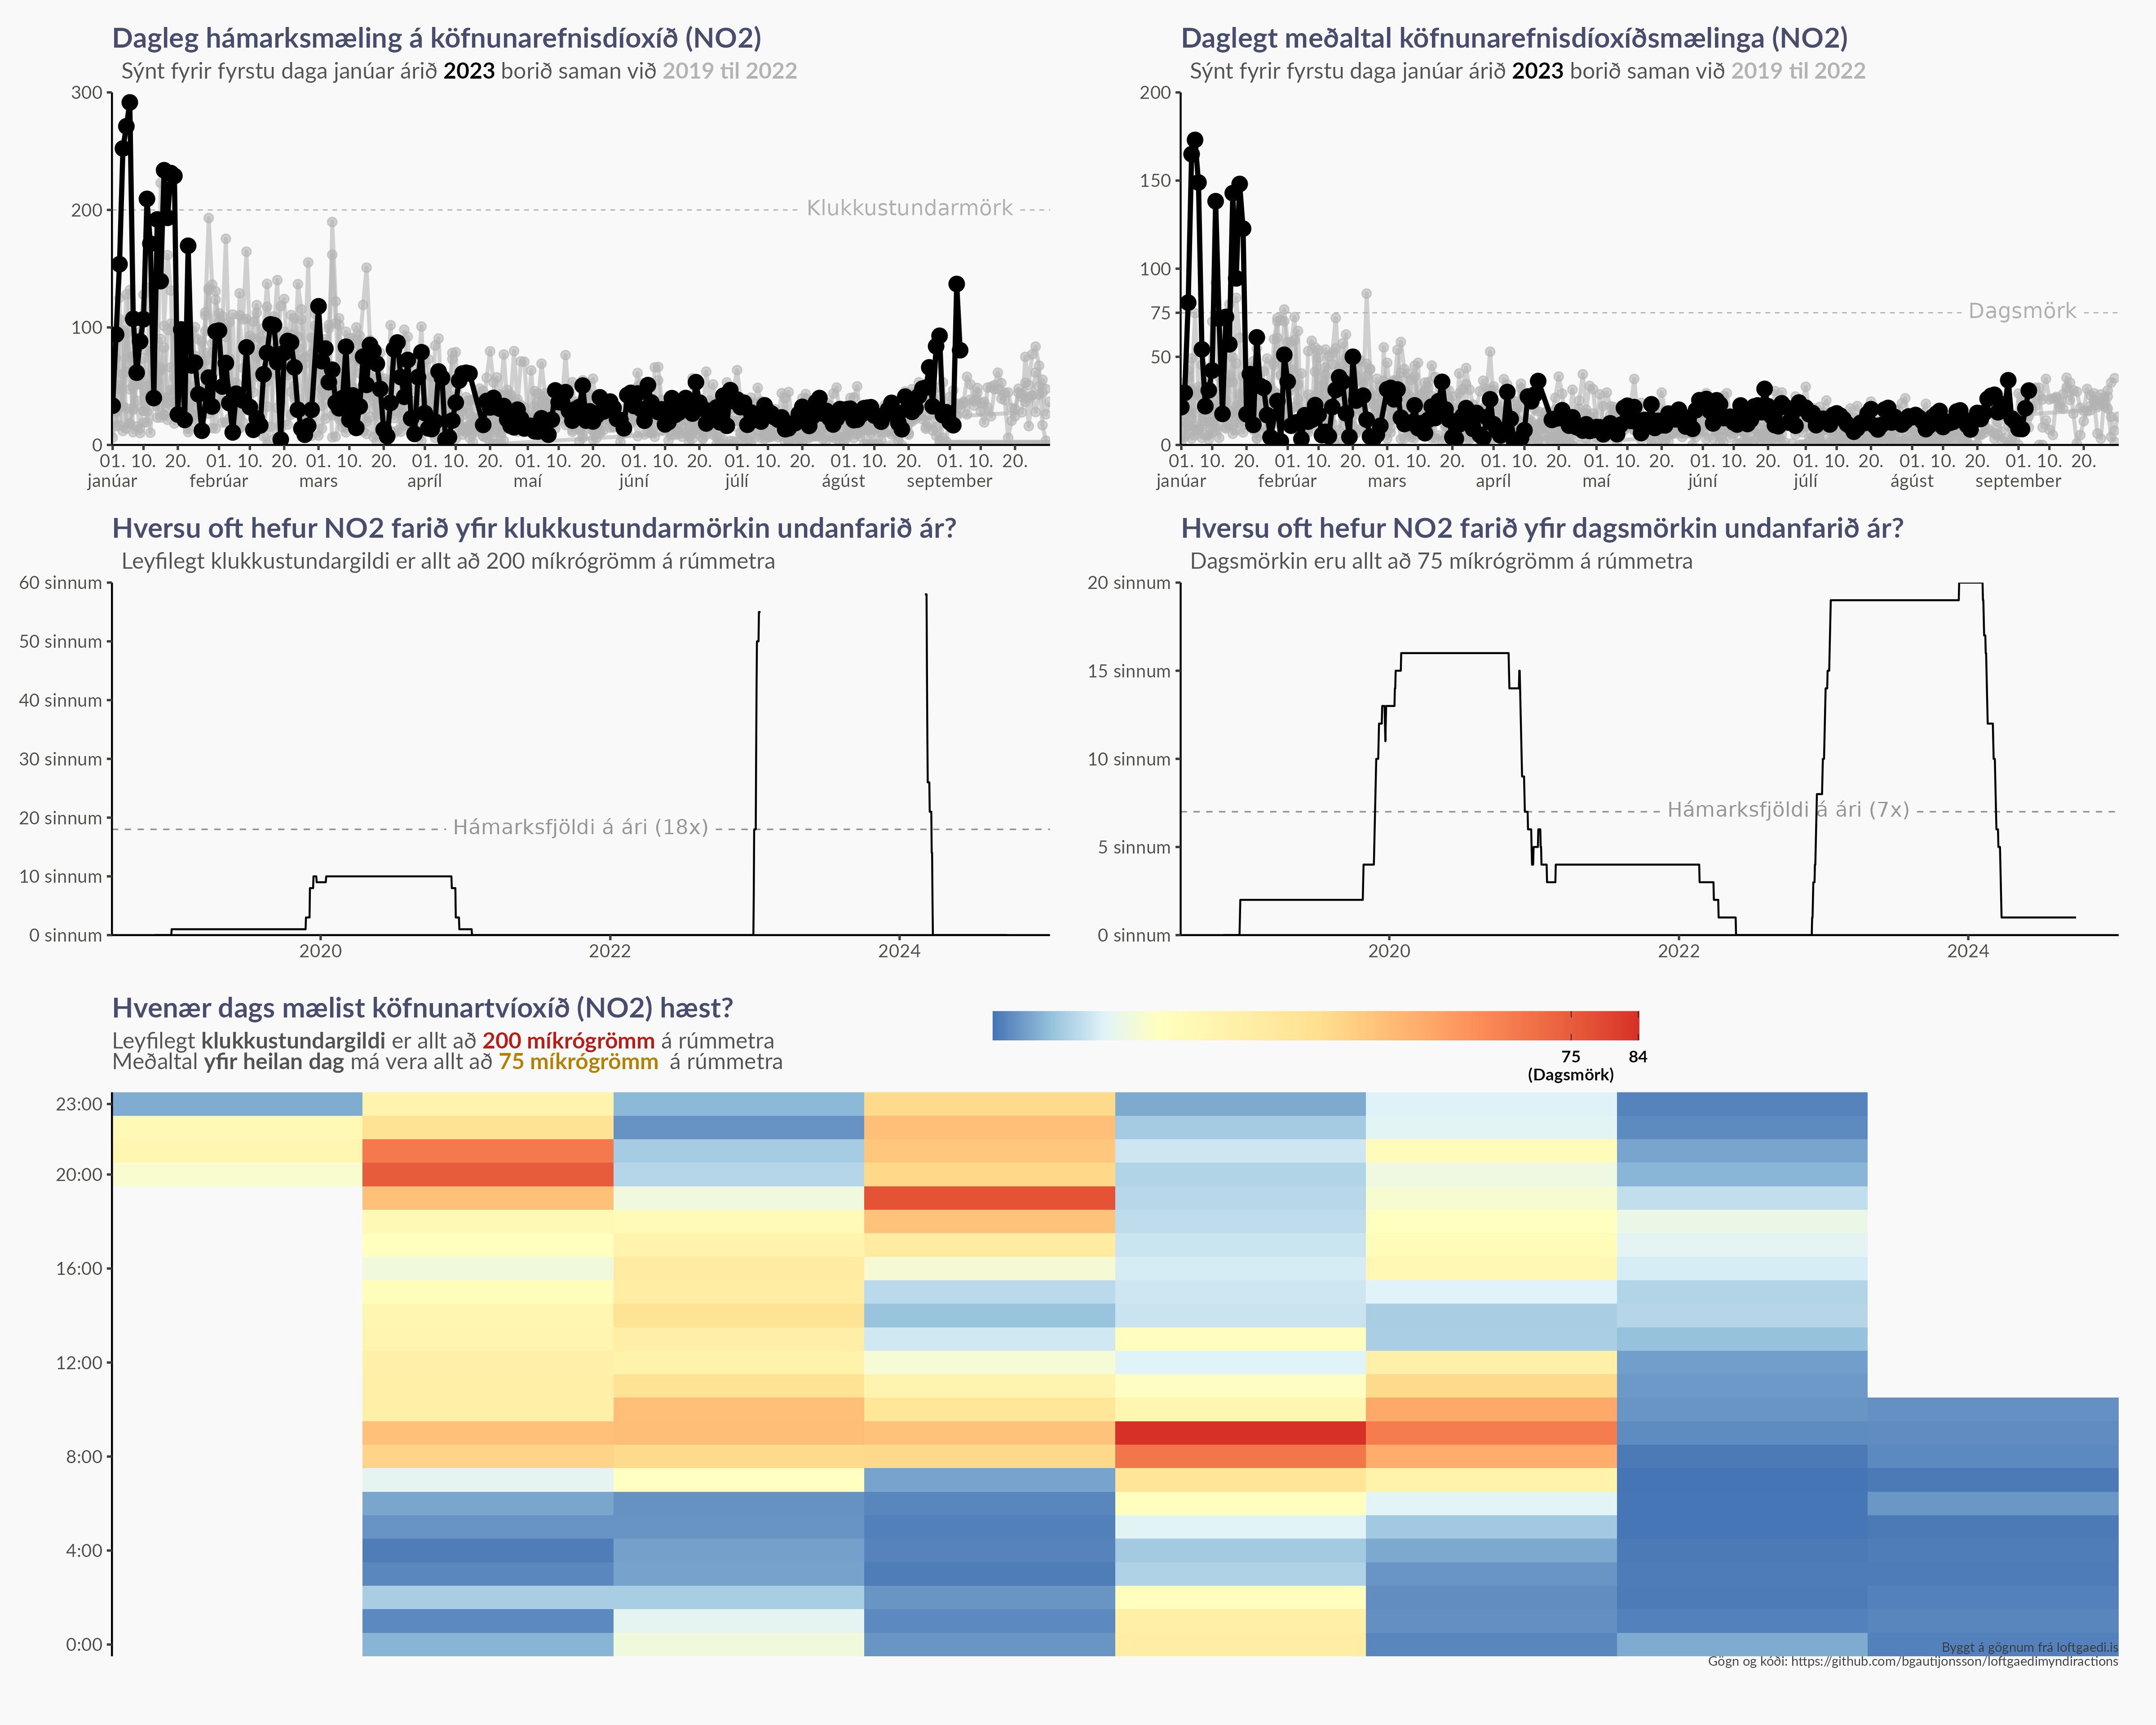 Dagleg hámarksmæling á köfnunarefnisdíoxíð (NO2)
Sýnt fyrir fyrstu daga janúar árið 2023 borið saman við 2019 til 2022
300
200
100
0
Klukkustundarmörk
01. 10. 20. 01. 10. 20. 01. 10. 20. 01. 10. 20. 01. 10. 20. 01. 10. 20. 01. 10. 20. 01. 10. 20. 01. 10. 20.
janúar febrúar mars apríl maí júní júlí ágúst september
Daglegt meðaltal köfnunarefnisdíoxíðsmælinga (NO2)
Sýnt fyrir fyrstu daga janúar árið 2023 borið saman við 2019 til 2022
200
150
100
75
50
0
Dagsmörk
01. 10. 20. 01. 10. 20. 01. 10. 20. 01. 10. 20. 01. 10. 20. 01. 10. 20. 01. 10. 20. 01. 10. 20. 01. 10. 20.
janúar febrúar mars apríl maí júní júlí ágúst september
Hversu oft hefur NO2 farið yfir klukkustundarmörkin undanfarið ár?
Leyfilegt klukkustundargildi er allt að 200 míkrógrömm á rúmmetra
60 sinnum
50 sinnum
40 sinnum
30 sinnum
20 sinnum
10 sinnum
0 sinnum
Hámarksfjöldi á ári (18x)
2020 2022 2024
Hversu oft hefur NO2 farið yfir dagsmörkin undanfarið ár?
Dagsmörkin eru allt að 75 míkrógrömm á rúmmetra
20 sinnum
15 sinnum
10 sinnum
5 sinnum
0 sinnum
Hámarksfjöldi á ári (7x)
2020 2022 2024
Hvenær dags mælist köfnunartvíoxíð (NO2) hæst?
Leyfilegt klukkustundargildi er allt að 200 míkrógrömm á rúmmetra
Meðaltal yfir heilan dag má vera allt að 75 míkrógrömm á rúmmetra
75 84
(Dagsmörk)
23:00
20:00
16:00
12:00
8:00
4:00
0:00
Byggt á gögnum frá loftgaedi.is
Gögn og kóði: https://github.com/bgautijonsson/loftgaedimyndiractions